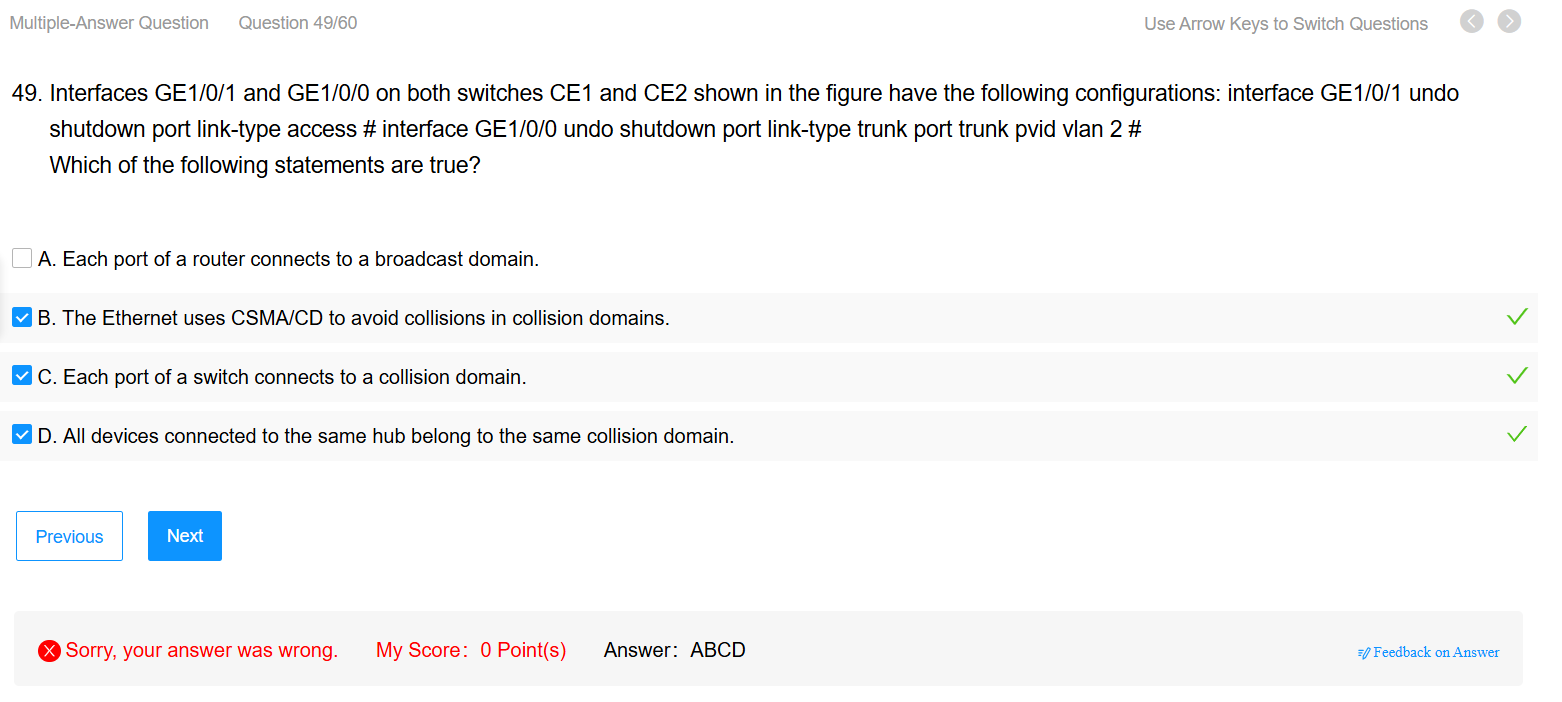 Multiple-Answer Question Question 49/60 Use Arrow Keys to Switch Questions
49. Interfaces GE1/0/1 and GE1/0/0 on both switches CE1 and CE2 shown in the figure have the following configurations: interface GE1/0/1 undo
shutdown port link-type access # interface GE1/0/0 undo shutdown port link-type trunk port trunk pvid vlan 2 #
Which of the following statements are true?
A. Each port of a router connects to a broadcast domain.
B. The Ethernet uses CSMA/CD to avoid collisions in collision domains.
C. Each port of a switch connects to a collision domain.
D. All devices connected to the same hub belong to the same collision domain.
Previous Next
Sorry, your answer was wrong. My Score: 0 Point(s) Answer: ABCD Feedback on Answer